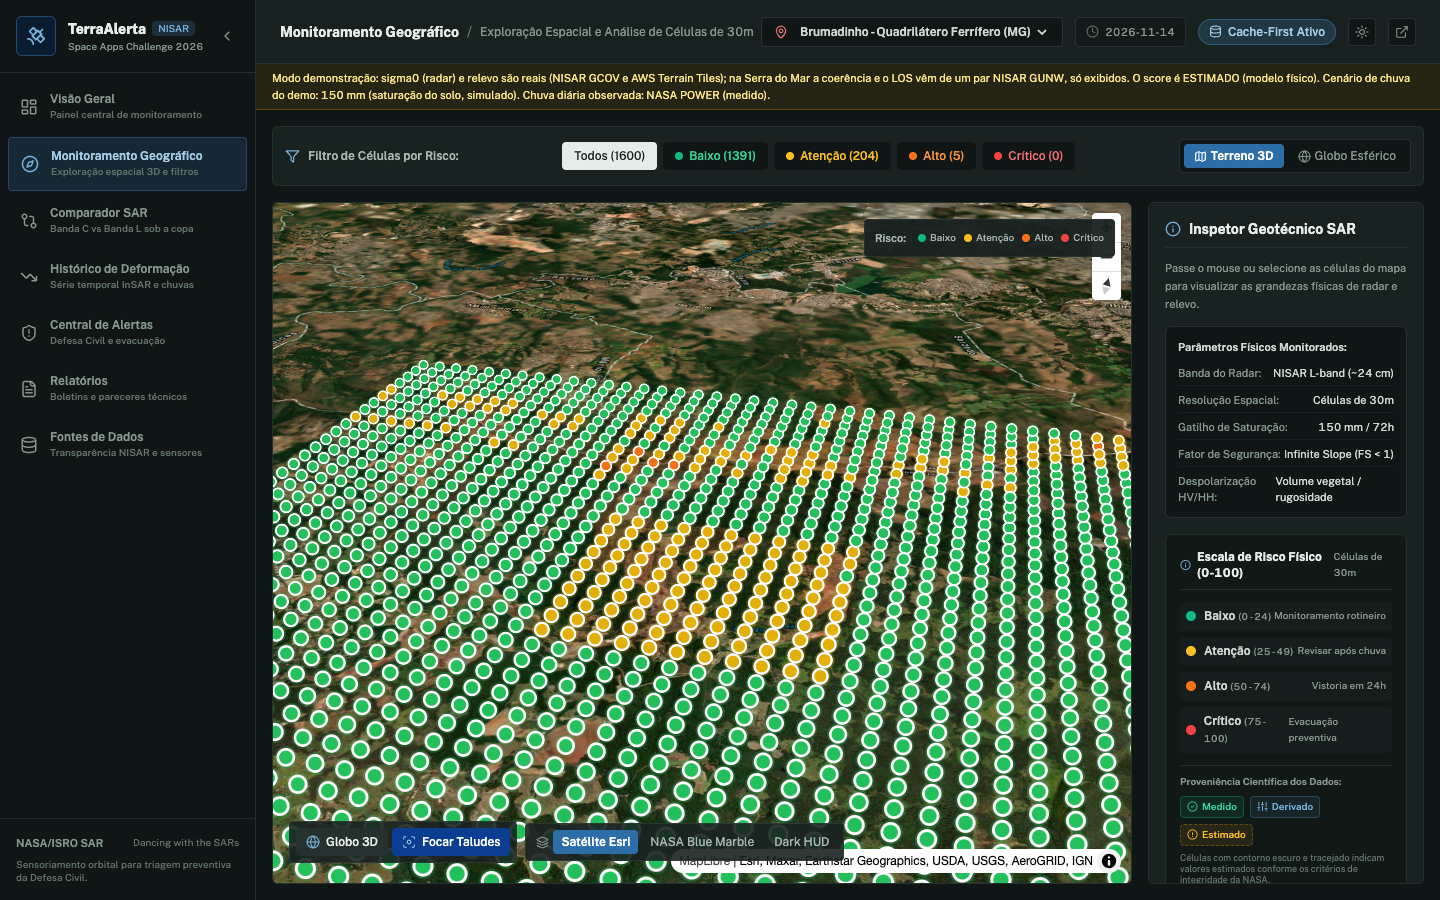 TerraAlerta NISAR
Space Apps Challenge 2026
Visão Geral
Painel central de monitoramento
Monitoramento Geográfico
Exploração espacial 3D e filtros
Comparador SAR
Banda C vs Banda L sob a copa
Histórico de Deformação
Série temporal InSAR e chuvas
Central de Alertas
Defesa Civil e evacuação
Relatórios
Boletins e pareceres técnicos
Fontes de Dados
Transparência NISAR e sensores
NASA/ISRO SAR Dancing with the SARs
Sensoriamento orbital para triagem preventiva
da Defesa Civil.
Monitoramento Geográfico / Exploração Espacial e Análise de Células de 30m
Brumadinho - Quadrilátero Ferrífero (MG)
2026-11-14
Cache-First Ativo
Modo demonstração: sigma0 (radar) e relevo são reais (NISAR GCOV e AWS Terrain Tiles); na Serra do Mar a coerência e o LOS vêm de um par NISAR GUNW, só exibidos. O score é ESTIMADO (modelo físico). Cenário de chuva
do demo: 150 mm (saturação do solo, simulado). Chuva diária observada: NASA POWER (medido).
Filtro de Células por Risco:
Todos (1600)
Baixo (1391)
Atenção (204)
Alto (5)
Crítico (0)
Terreno 3D
Globo Esférico
Risco: Baixo Atenção Alto Crítico
Globo 3D
Focar Taludes
Satélite Esri
NASA Blue Marble
Dark HUD
MapLibre | Esri, Maxar, Earthstar Geographics, USDA, USGS, AeroGRID, IGN
Inspetor Geotécnico SAR
Passe o mouse ou selecione as células do mapa
para visualizar as grandezas físicas de radar e
relevo.
Parâmetros Físicos Monitorados:
Banda do Radar: NISAR L-band (~24 cm)
Resolução Espacial: Células de 30m
Gatilho de Saturação: 150 mm / 72h
Fator de Segurança: Infinite Slope (FS < 1)
Despolarização Volume vegetal /
HV/HH: rugosidade
Escala de Risco Físico Células de
(0-100) 30m
Baixo (0-24) Monitoramento rotineiro
Atenção (25-49) Revisar após chuva
Alto (50-74) Vistoria em 24h
Crítico (75- Evacuação
100) preventiva
Proveniência Científica dos Dados:
Medido
Derivado
Estimado
Células com contorno escuro e tracejado indicam
valores estimados conforme os critérios de
integridade da NASA.